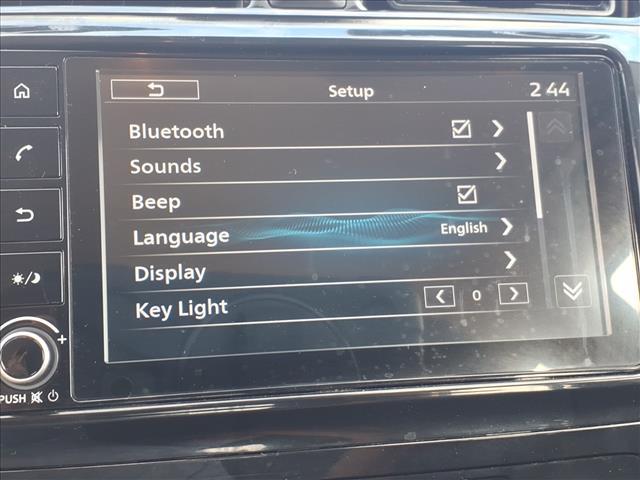 Setup
2 44
Bluetooth
Sounds
Beep
Language English
Display
Key Light 0
PUSH